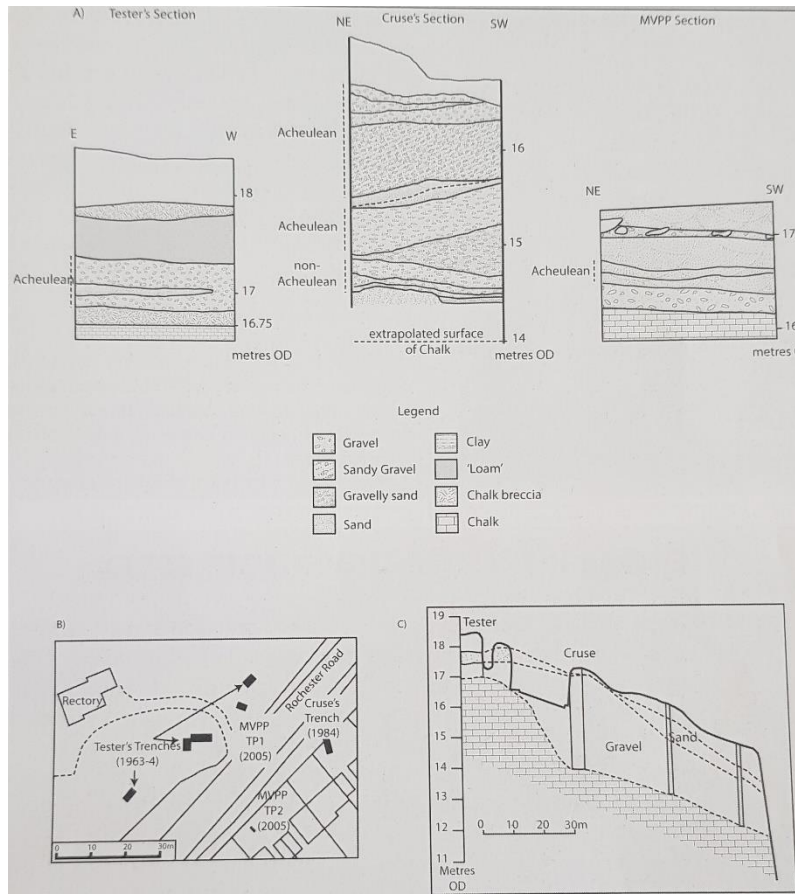 A) Tester's Section
Cruse's Section
MVPP Section
NE
SW
E
W
NE
SW
Acheulean
Acheulean
non-
Acheulean
Acheulean
Acheulean
18
17
16.75
metres OD
16
15
14
metres OD
17
16
metres
extrapolated surface
of Chalk
Legend
Gravel
Sandy Gravel
Gravelly sand
Sand
Clay
'Loam'
Chalk breccia
Chalk
B)
Rectory
Rochester Road
Cruse's
Trench
(1984)
MVPP
TP1
(2005)
Tester's Trenches
(1963-4)
MVPP
TP2
(2005)
0 10 20 30m
C)
19
18
17
16
15
14
13
12
11
Metres
OD
Tester
Cruse
Gravel
Sand
0 10 20 30m